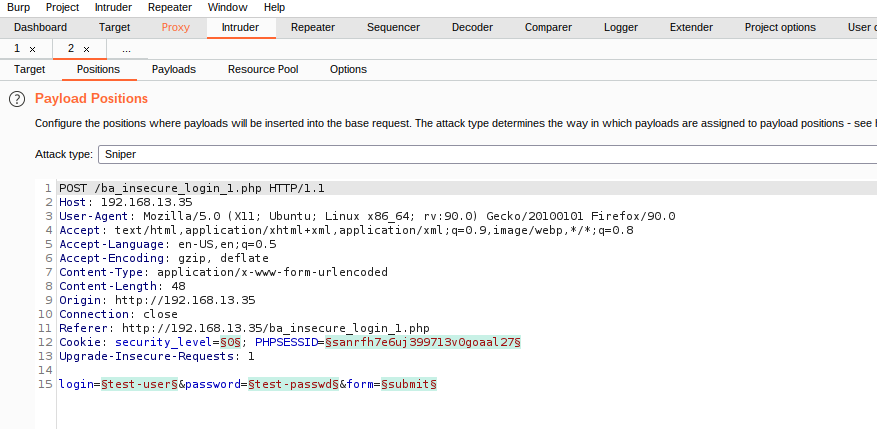 Burp Project Intruder Repeater Window Help
Dashboard Target Proxy Intruder Repeater Sequencer Decoder Comparer Logger Extender Project options User o
1 × 2 × ...
Target Positions Payloads Resource Pool Options
? Payload Positions
Configure the positions where payloads will be inserted into the base request. The attack type determines the way in which payloads are assigned to payload positions - see
Attack type: Sniper
1 POST /ba_insecure_login_1.php HTTP/1.1
2 Host: 192.168.13.35
3 User-Agent: Mozilla/5.0 (X11; Ubuntu; Linux x86_64; rv:90.0) Gecko/20100101 Firefox/90.0
4 Accept: text/html,application/xhtml+xml,application/xml;q=0.9,image/webp,*/*;q=0.8
5 Accept-Language: en-US,en;q=0.5
6 Accept-Encoding: gzip, deflate
7 Content-Type: application/x-www-form-urlencoded
8 Content-Length: 48
9 Origin: http://192.168.13.35
10 Connection: close
11 Referer: http://192.168.13.35/ba_insecure_login_1.php
12 Cookie: security_level=§0§; PHPSESSID=§sanrfh7e6uj399713v0goaal27§
13 Upgrade-Insecure-Requests: 1
14
15 login=§test-user§&password=§test-passwd§&form=§submit§